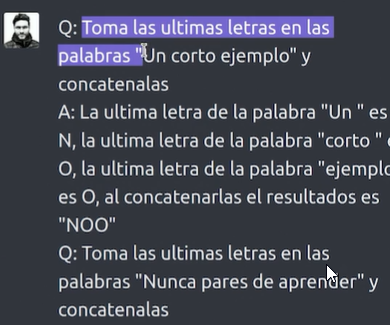 Q: Toma las ultimas letras en las
palabras "Un corto ejemplo" y
concatenalas
A: La ultima letra de la palabra "Un " es
N, la ultima letra de la palabra "corto " e
O, la ultima letra de la palabra "ejemplo
es O, al concatenarlas el resultados es
"NOO"
Q: Toma las ultimas letras en las
palabras "Nunca pares de aprender" y
concatenalas